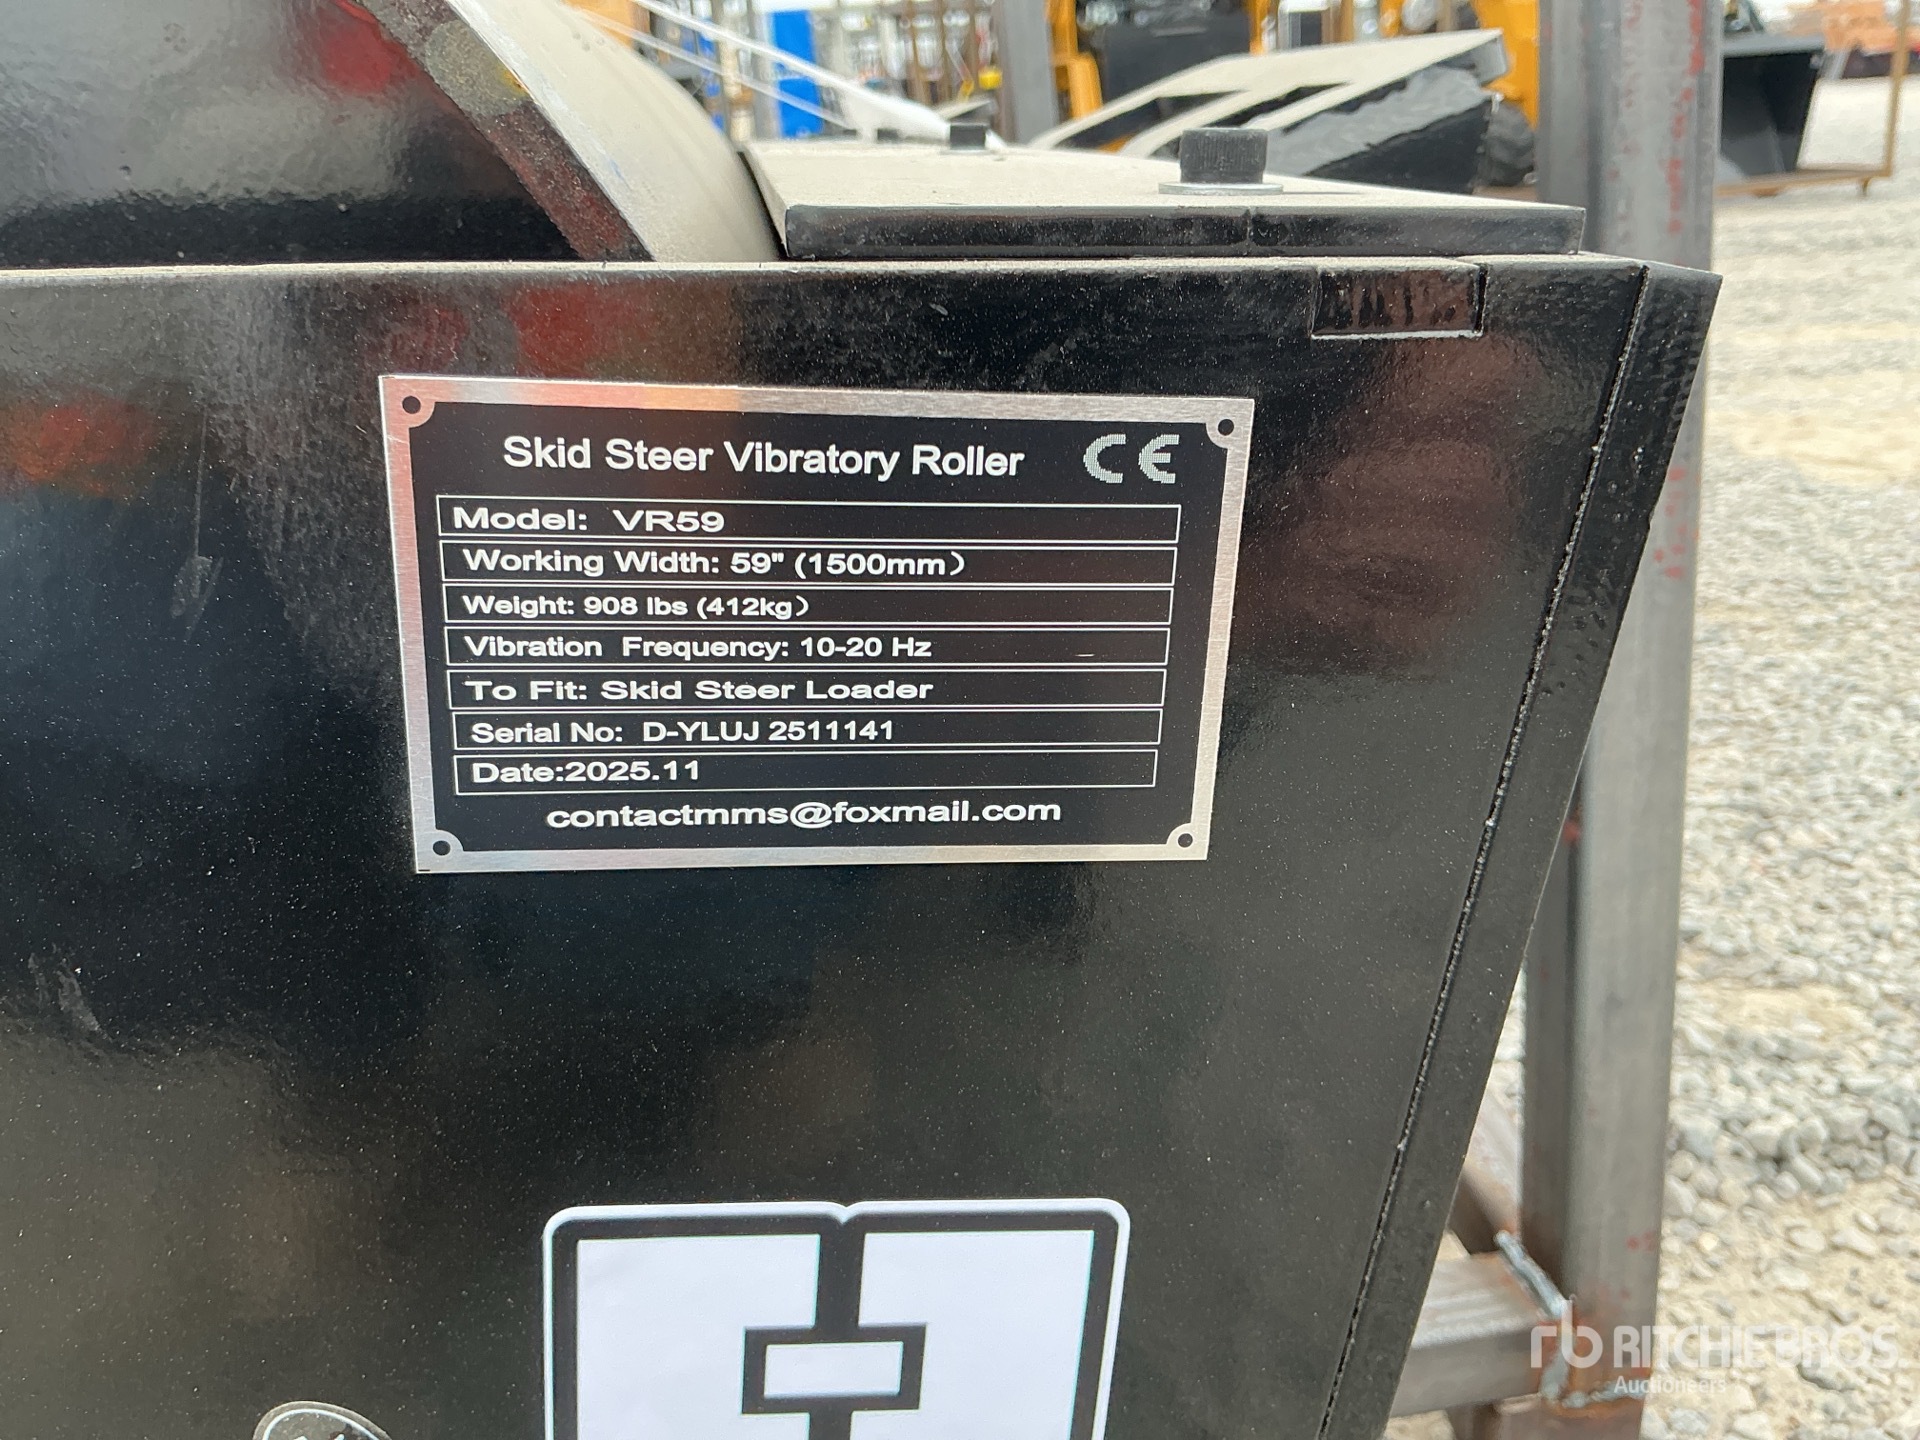 Skid Steer Vibratory Roller CE
Model: VR59
Working Width: 59" (1500mm)
Weight: 908 lbs (412kg)
Vibration Frequency: 10-20 Hz
To Fit: Skid Steer Loader
Serial No: D-YLUJ 2511141
Date:2025.11
contactmms@foxmail.com
rb RITCHIE BROS.
Auctioneers